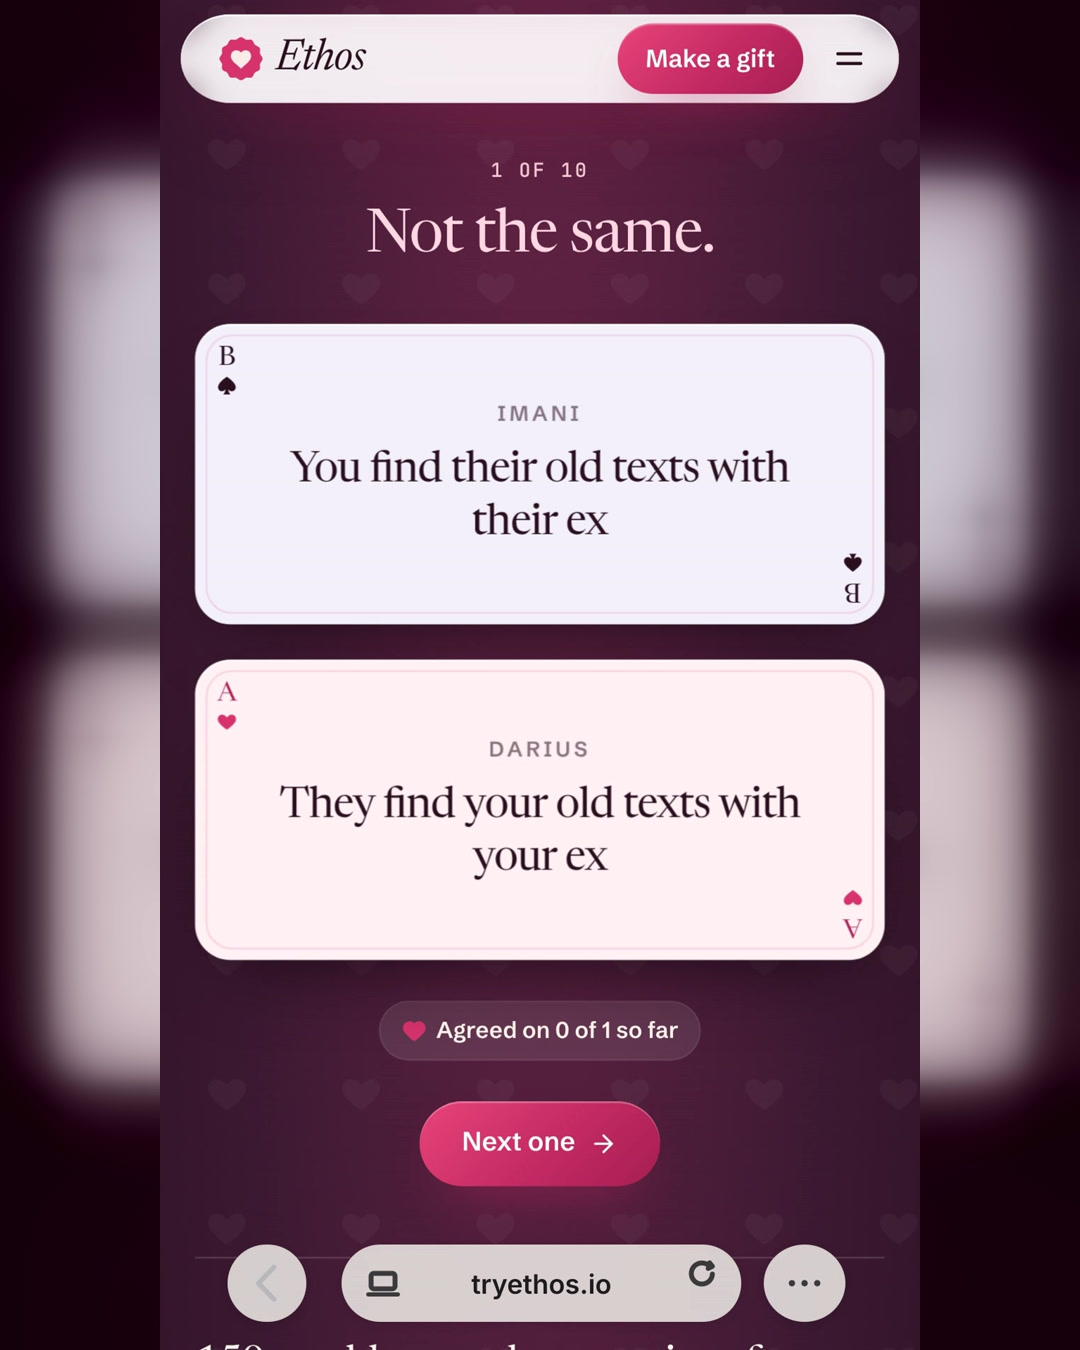 Ethos
Make a gift
1 OF 10
Not the same.
B
IMANI
You find their old texts with
their ex
B
A
DARIUS
They find your old texts with
your ex
A
Agreed on 0 of 1 so far
Next one →
tryethos.io